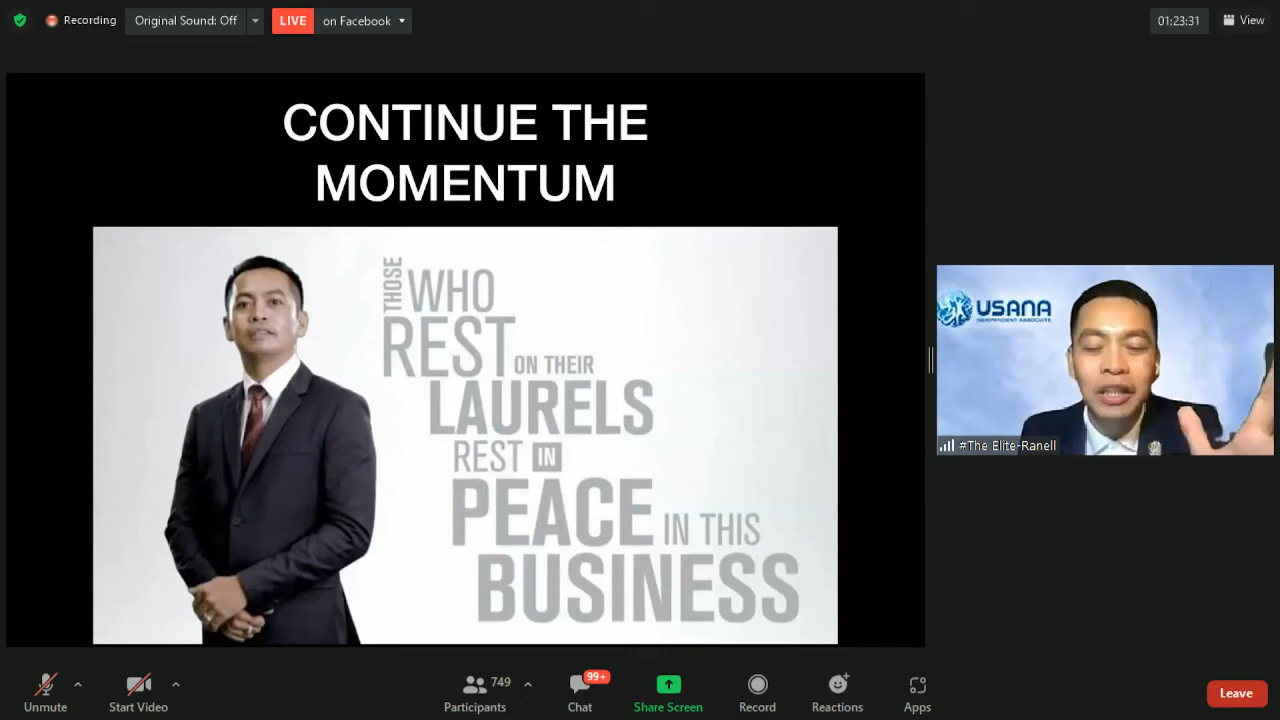 Recording
Original Sound: Off
LIVE on Facebook
01:23:31
View
CONTINUE THE
MOMENTUM
THOSE WHO
REST ON THEIR
LAURELS
REST IN
PEACE IN THIS
BUSINESS
USANA
INDEPENDENT ASSOCIATE
#The Elite-Ranell
Unmute
Start Video
749
Participants
99+
Chat
Share Screen
Record
Reactions
Apps
Leave